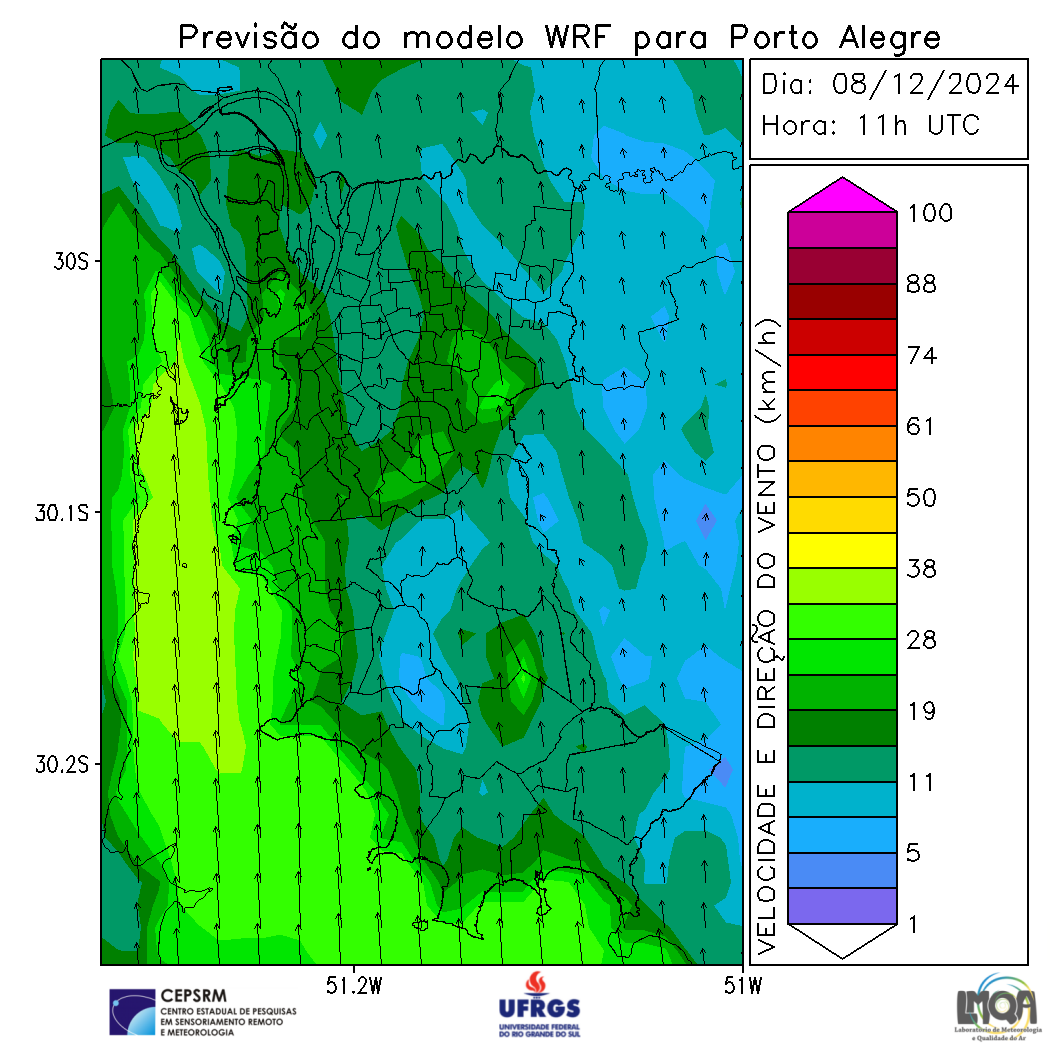 Previsão do modelo WRF para Porto Alegre
Dia: 08/12/2024
Hora: 11h UTC
30S
30.1S
30.2S
51.2W
51W
VELOCIDADE E DIREÇÃO DO VENTO (km/h)
100
88
74
61
50
38
28
19
11
5
1
CEPSRM
CENTRO ESTADUAL DE PESQUISAS
EM SENSORIAMENTO REMOTO
E METEOROLOGIA
UFRGS
UNIVERSIDADE FEDERAL
DO RIO GRANDE DO SUL
LMQA
Laboratório de Meteorologia
e Qualidade do Ar